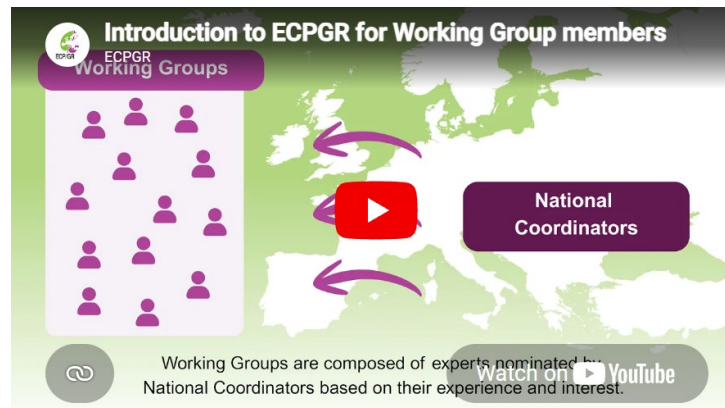 Introduction to ECPGR for Working Group members
ECPGR
ECPGR
Working Groups
National
Coordinators
Working Groups are composed of experts nominated by
National Coordinators based on their experience and interest.
Watch on YouTube